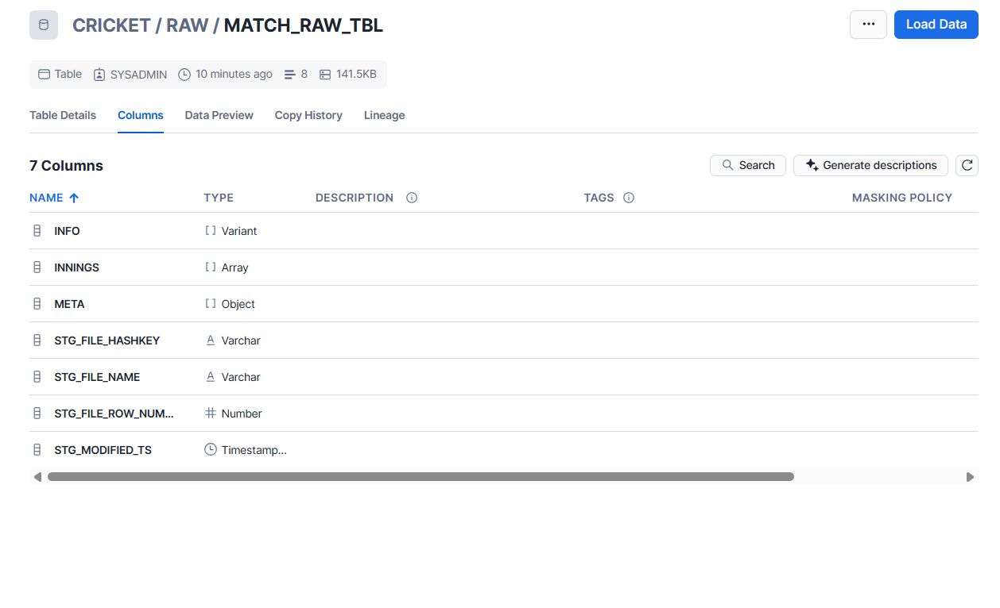 CRICKET / RAW / MATCH_RAW_TBL
... Load Data
Table SYSADMIN 10 minutes ago 8 141.5KB
Table Details Columns Data Preview Copy History Lineage
7 Columns Search Generate descriptions
NAME TYPE DESCRIPTION TAGS MASKING POLICY
INFO Variant
INNINGS Array
META Object
STG_FILE_HASHKEY Varchar
STG_FILE_NAME Varchar
STG_FILE_ROW_NUM... Number
STG_MODIFIED_TS Timestamp...